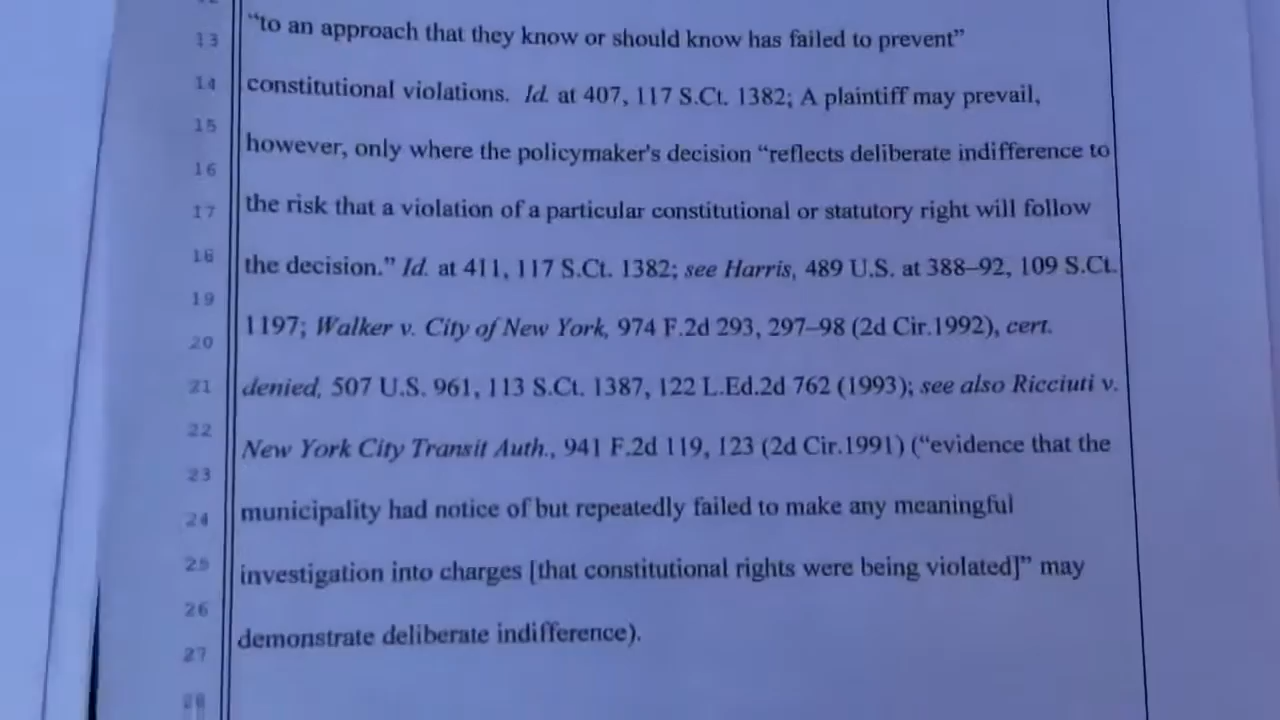 13 "to an approach that they know or should know has failed to prevent"
14 constitutional violations. Id. at 407, 117 S.Ct. 1382; A plaintiff may prevail,
15
however, only where the policymaker's decision "reflects deliberate indifference to
16
17 the risk that a violation of a particular constitutional or statutory right will follow
18 the decision." Id. at 411, 117 S.Ct. 1382; see Harris, 489 U.S. at 388–92, 109 S.Ct.
19
1197; Walker v. City of New York, 974 F.2d 293, 297–98 (2d Cir.1992), cert.
20
21 denied, 507 U.S. 961, 113 S.Ct. 1387, 122 L.Ed.2d 762 (1993); see also Ricciuti v.
22
New York City Transit Auth., 941 F.2d 119, 123 (2d Cir.1991) ("evidence that the
23
24 municipality had notice of but repeatedly failed to make any meaningful
25 investigation into charges [that constitutional rights were being violated]" may
26
demonstrate deliberate indifference).
27
28